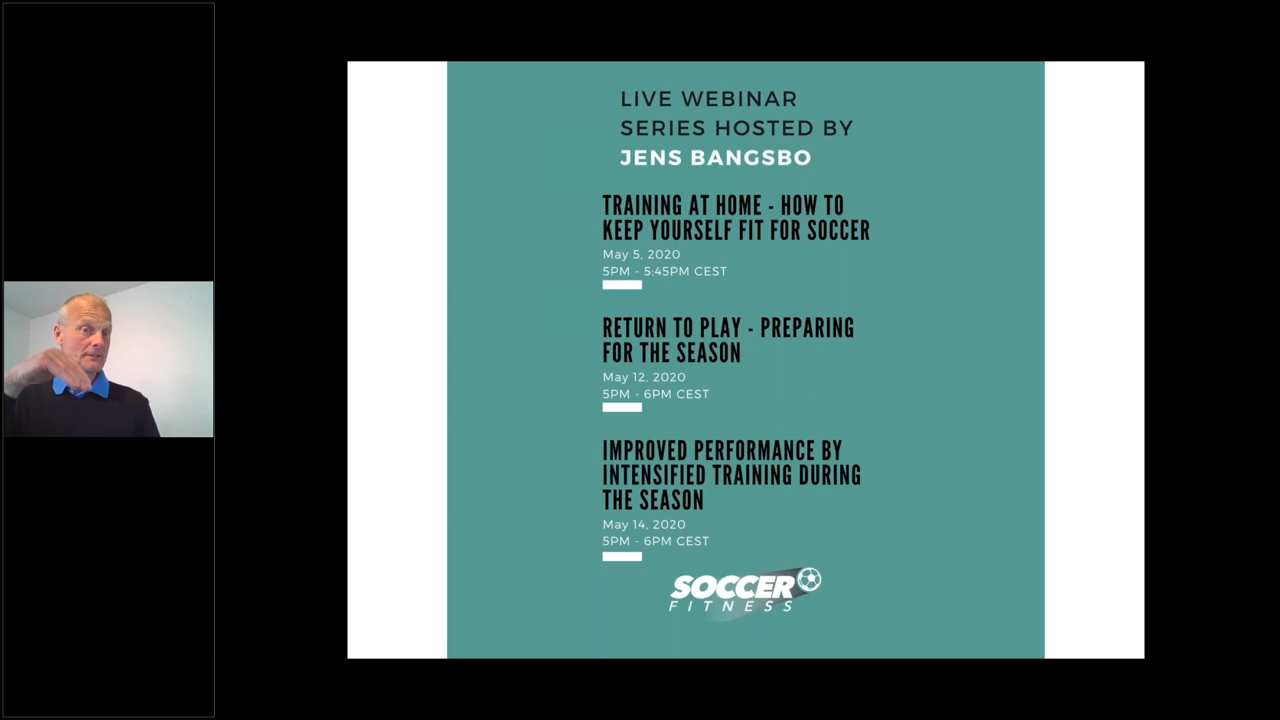 LIVE WEBINAR
SERIES HOSTED BY
JENS BANGSBO
TRAINING AT HOME - HOW TO
KEEP YOURSELF FIT FOR SOCCER
May 5, 2020
5PM - 5:45PM CEST
RETURN TO PLAY - PREPARING
FOR THE SEASON
May 12, 2020
5PM - 6PM CEST
IMPROVED PERFORMANCE BY
INTENSIFIED TRAINING DURING
THE SEASON
May 14, 2020
5PM - 6PM CEST
SOCCER
FITNESS